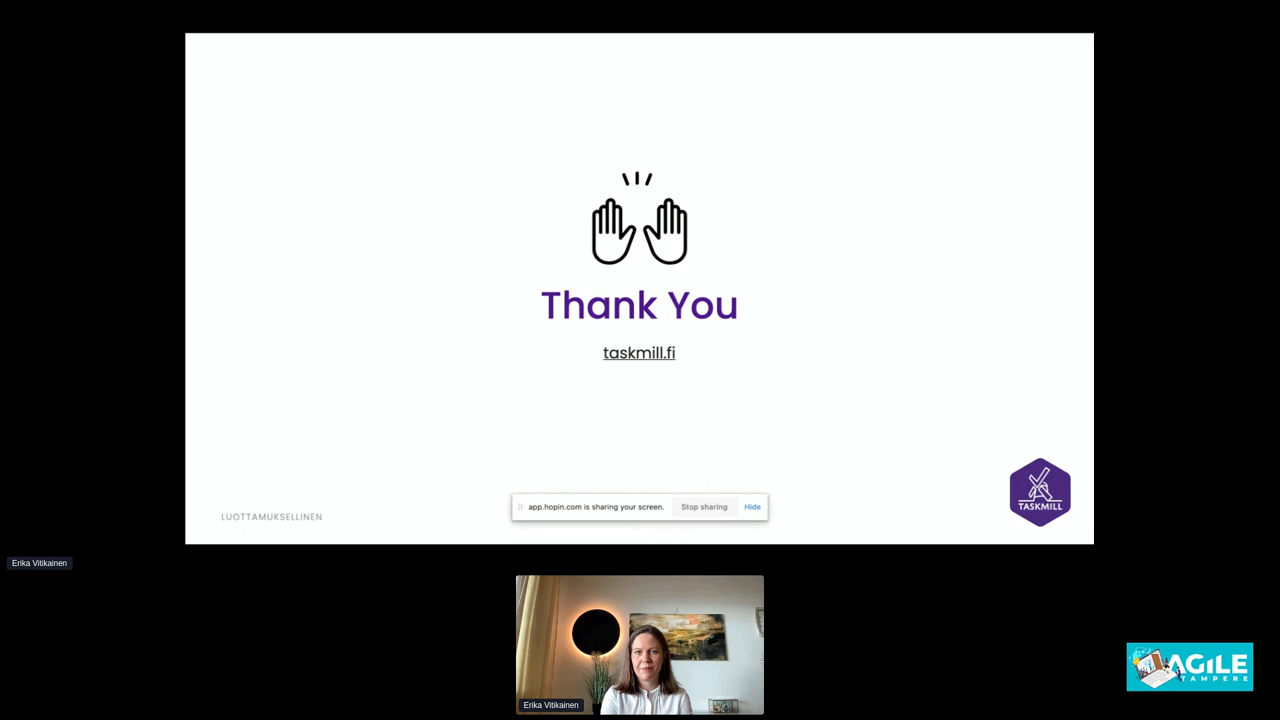 Thank You
taskmill.fi
TASKMILL
app.hopin.com is sharing your screen. Stop sharing Hide
LUOTTAMUKSELLINEN
Erika Vitikainen
Erika Vitikainen
AGILE
TAMPERE